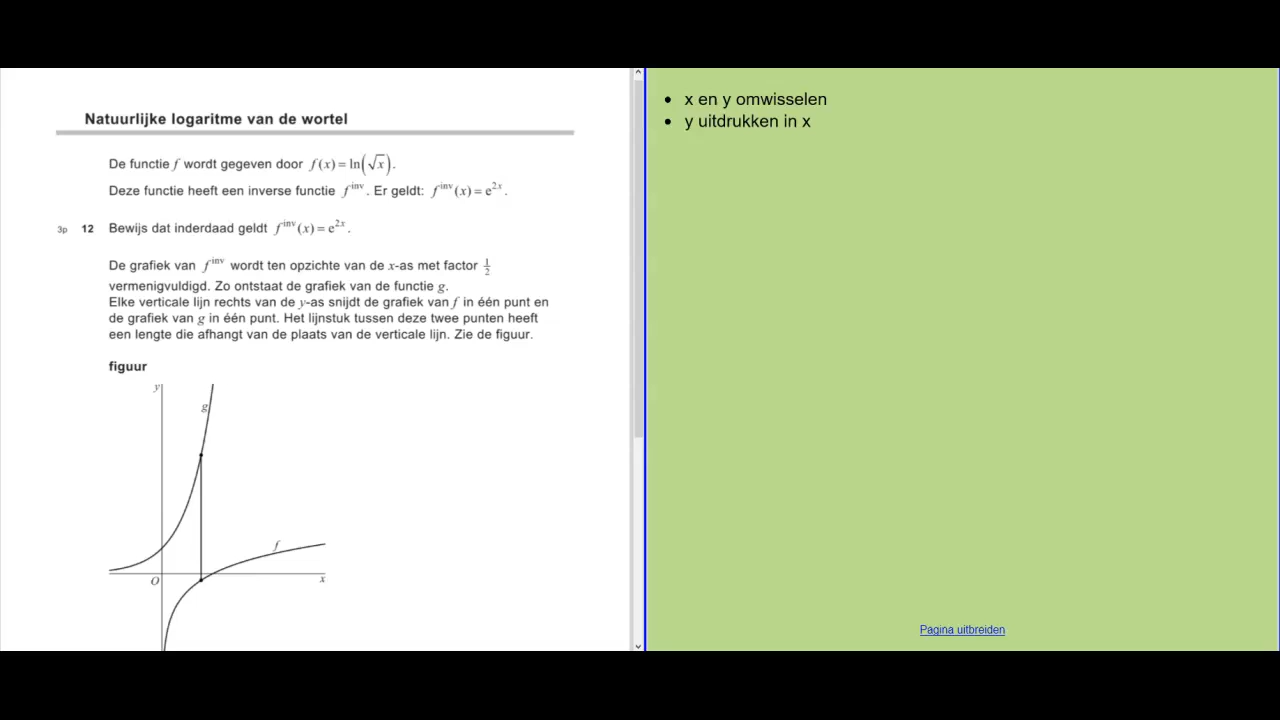 Natuurlijke logaritme van de wortel
De functie f wordt gegeven door f(x) = ln(√x).
Deze functie heeft een inverse functie f^inv. Er geldt: f^inv(x) = e^2x.
3p 12 Bewijs dat inderdaad geldt f^inv(x) = e^2x.
De grafiek van f^inv wordt ten opzichte van de x-as met factor 1/2
vermenigvuldigd. Zo ontstaat de grafiek van de functie g.
Elke verticale lijn rechts van de y-as snijdt de grafiek van f in één punt en
de grafiek van g in één punt. Het lijnstuk tussen deze twee punten heeft
een lengte die afhangt van de plaats van de verticale lijn. Zie de figuur.
figuur
y
g
f
O
x
• x en y omwisselen
• y uitdrukken in x
Pagina uitbreiden